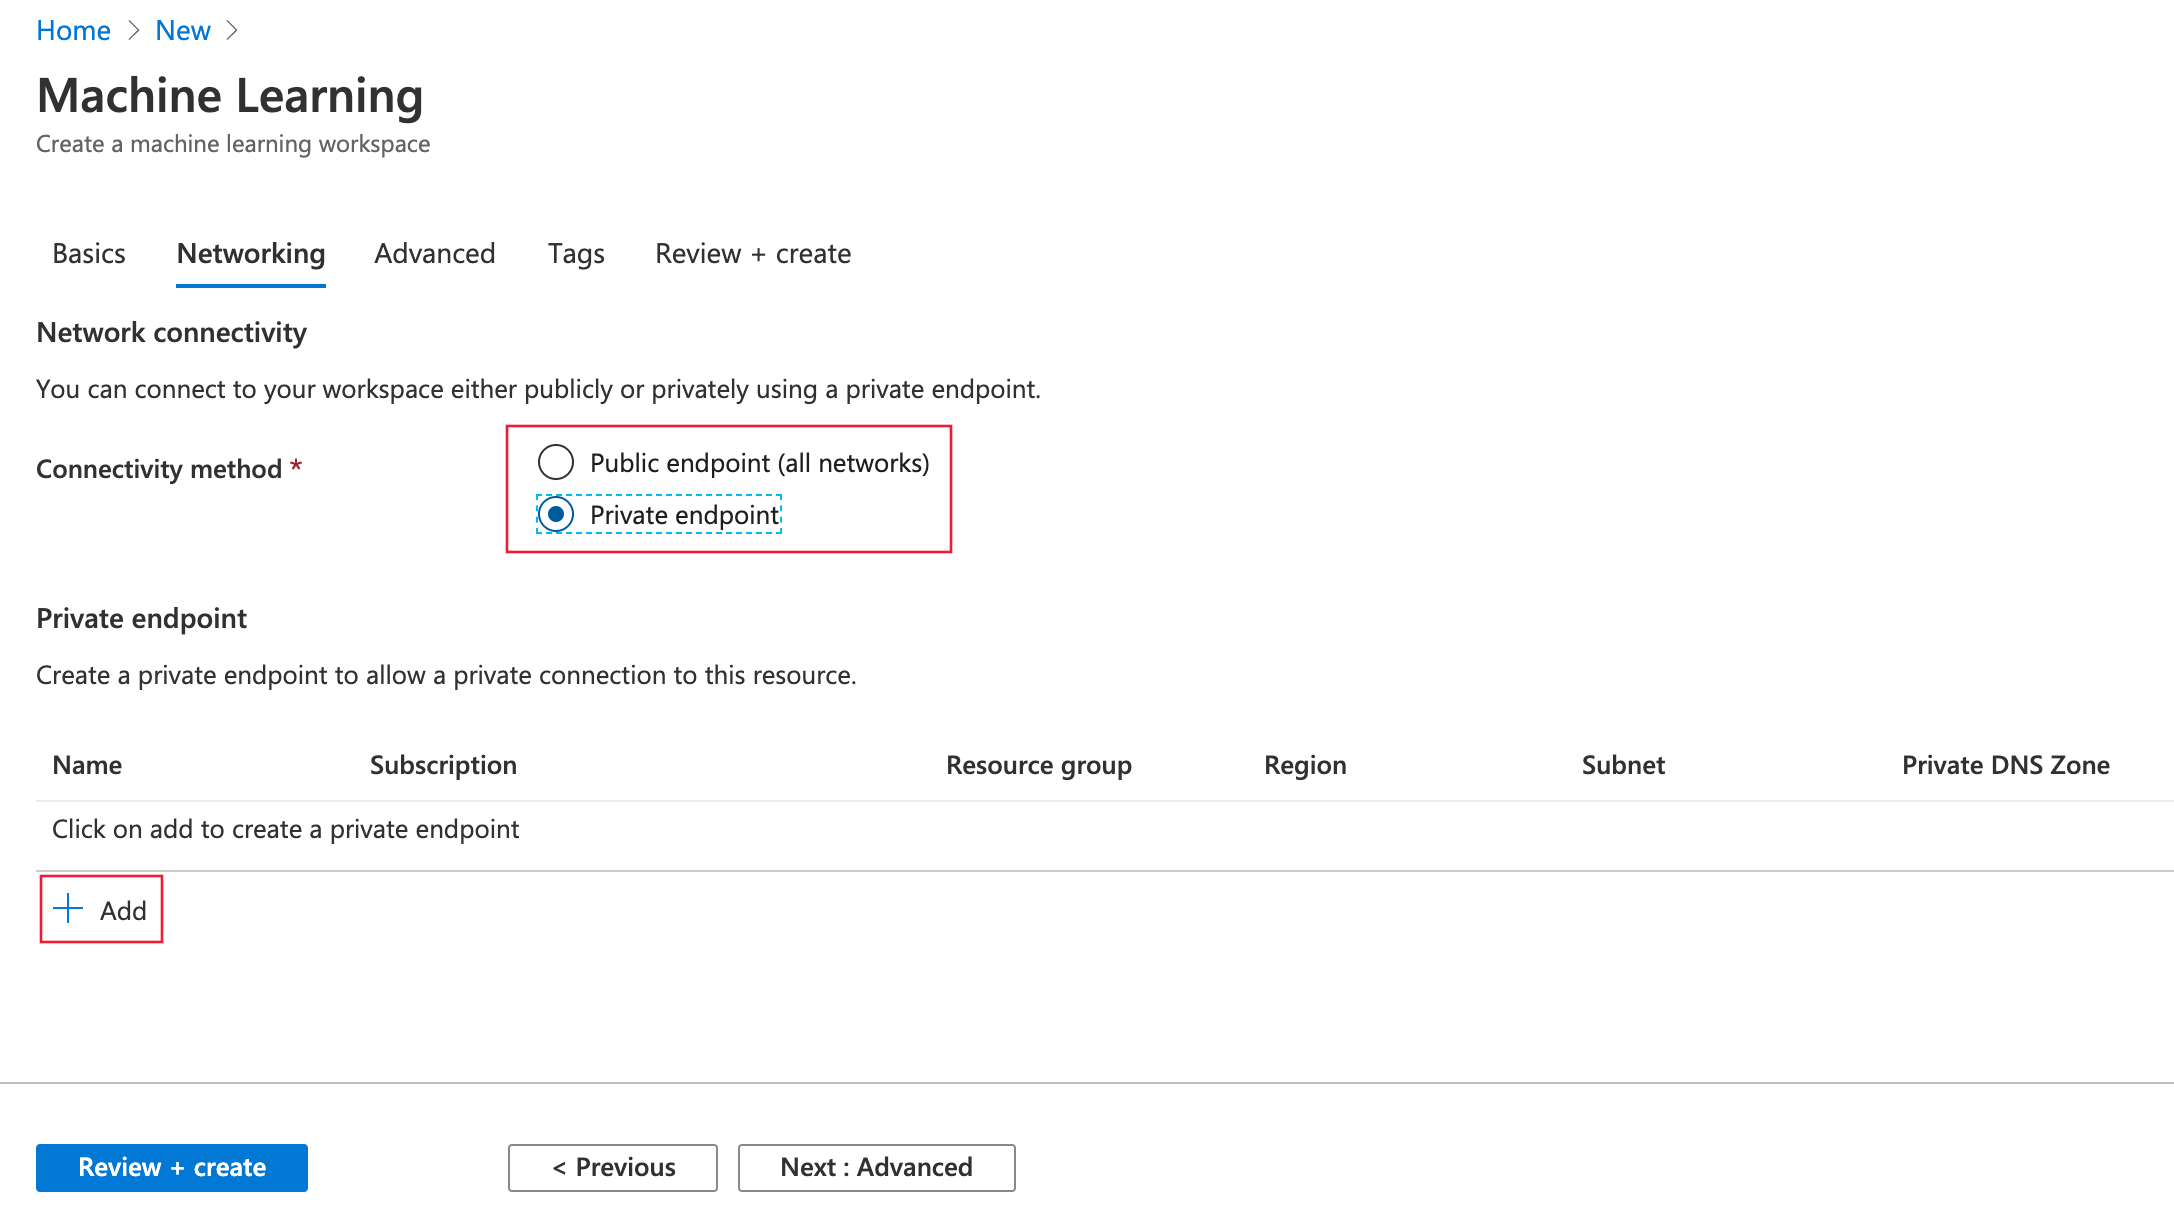 Home > New >
Machine Learning
Create a machine learning workspace
Basics Networking Advanced Tags Review + create
Network connectivity
You can connect to your workspace either publicly or privately using a private endpoint.
Connectivity method *
Public endpoint (all networks)
Private endpoint
Private endpoint
Create a private endpoint to allow a private connection to this resource.
Name Subscription Resource group Region Subnet Private DNS Zone
Click on add to create a private endpoint
+ Add
Review + create < Previous Next : Advanced